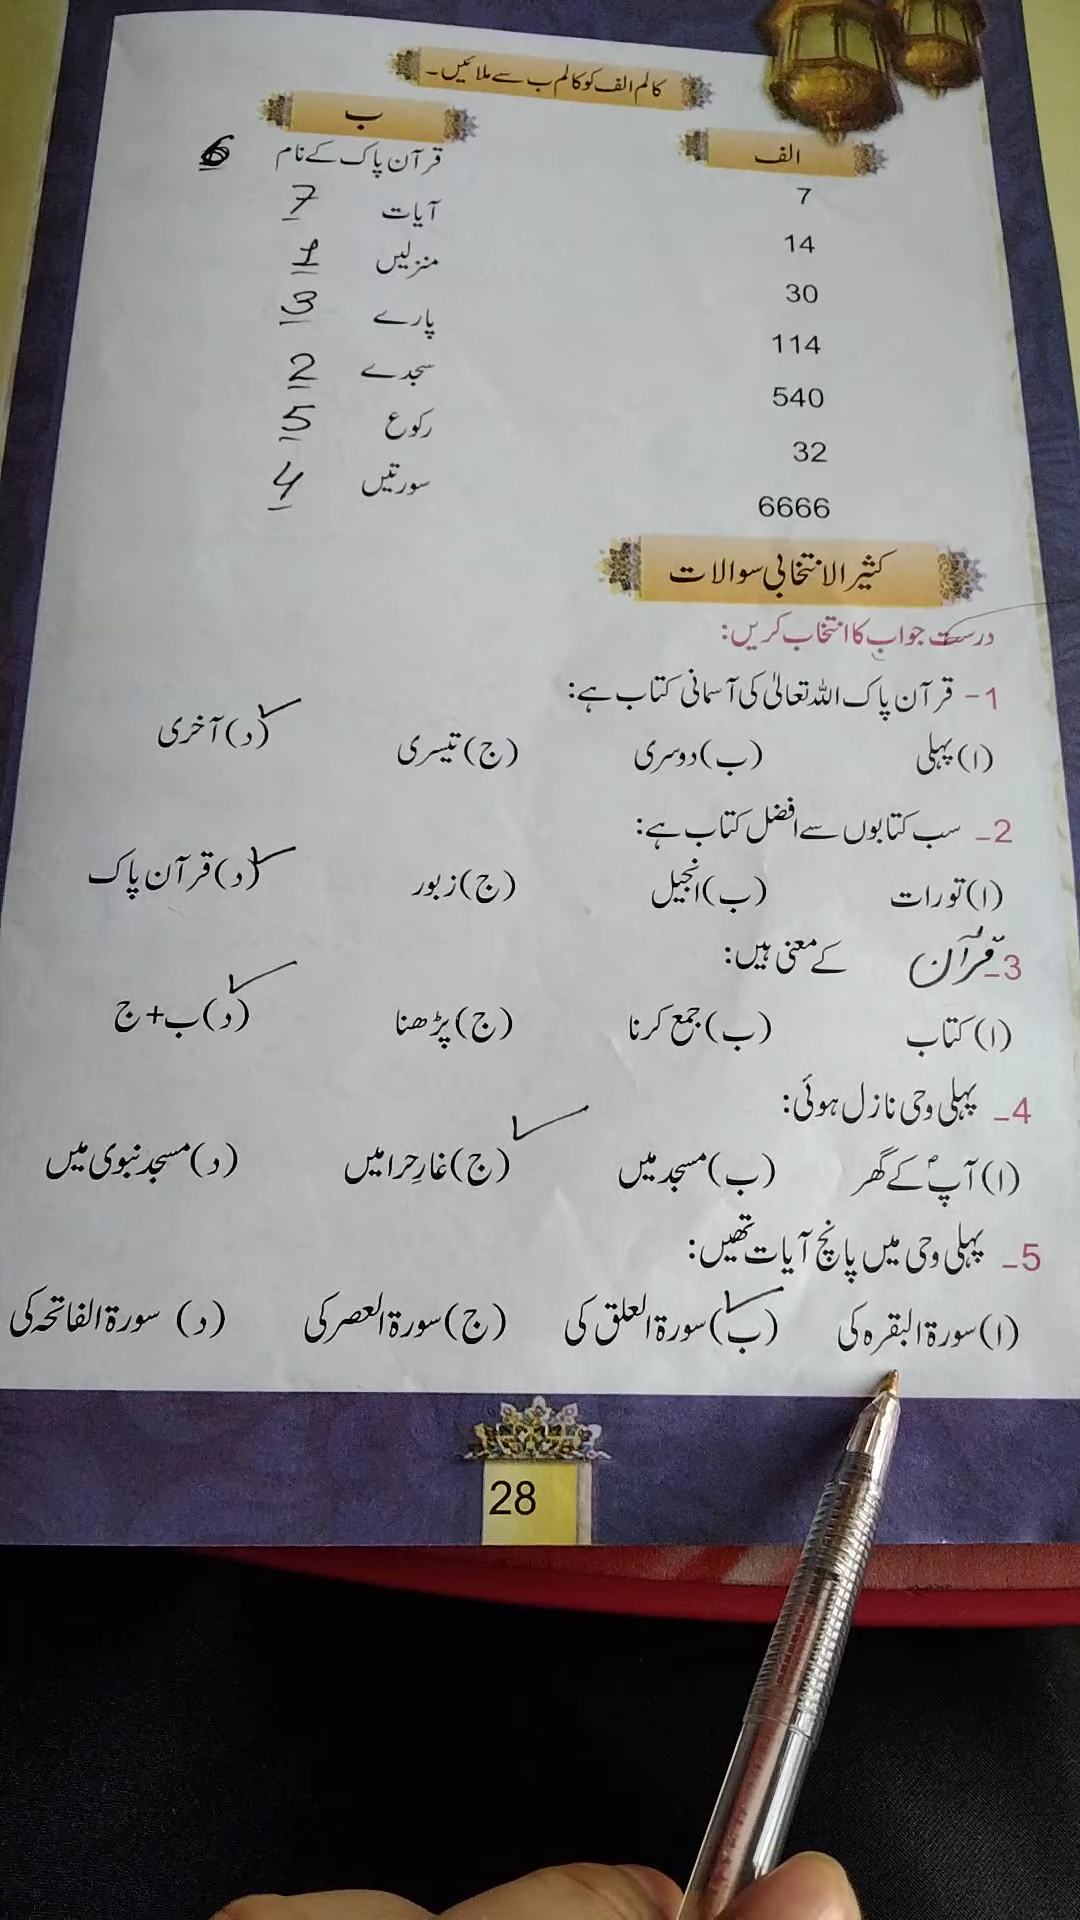 کالم الف کو کالم ب سے ملائیں۔
الف ب
قرآن پاک کے نام 6
7 آیات 7
14 منزلیں 1
30 پارے 3
114 سجدے 2
540 رکوع 5
32 سورتیں 4
6666
کثیر الانتخابی سوالات
درست جواب کا انتخاب کریں:
1- قرآن پاک اللہ تعالیٰ کی آسمانی کتاب ہے:
(ا) پہلی (ب) دوسری (ج) تیسری (د) آخری
2- سب کتابوں سے افضل کتاب ہے:
(ا) تورات (ب) انجیل (ج) زبور (د) قرآن پاک
3- قرآن کے معنی ہیں:
(ا) کتاب (ب) جمع کرنا (ج) پڑھنا (د) ب+ج
4- پہلی وحی نازل ہوئی:
(ا) آپؐ کے گھر (ب) مسجد میں (ج) غارِ حرا میں (د) مسجد نبوی میں
5- پہلی وحی میں پانچ آیات تھیں:
(ا) سورۃ البقرہ کی (ب) سورۃ العلق کی (ج) سورۃ العصر کی (د) سورۃ الفاتحہ کی
28